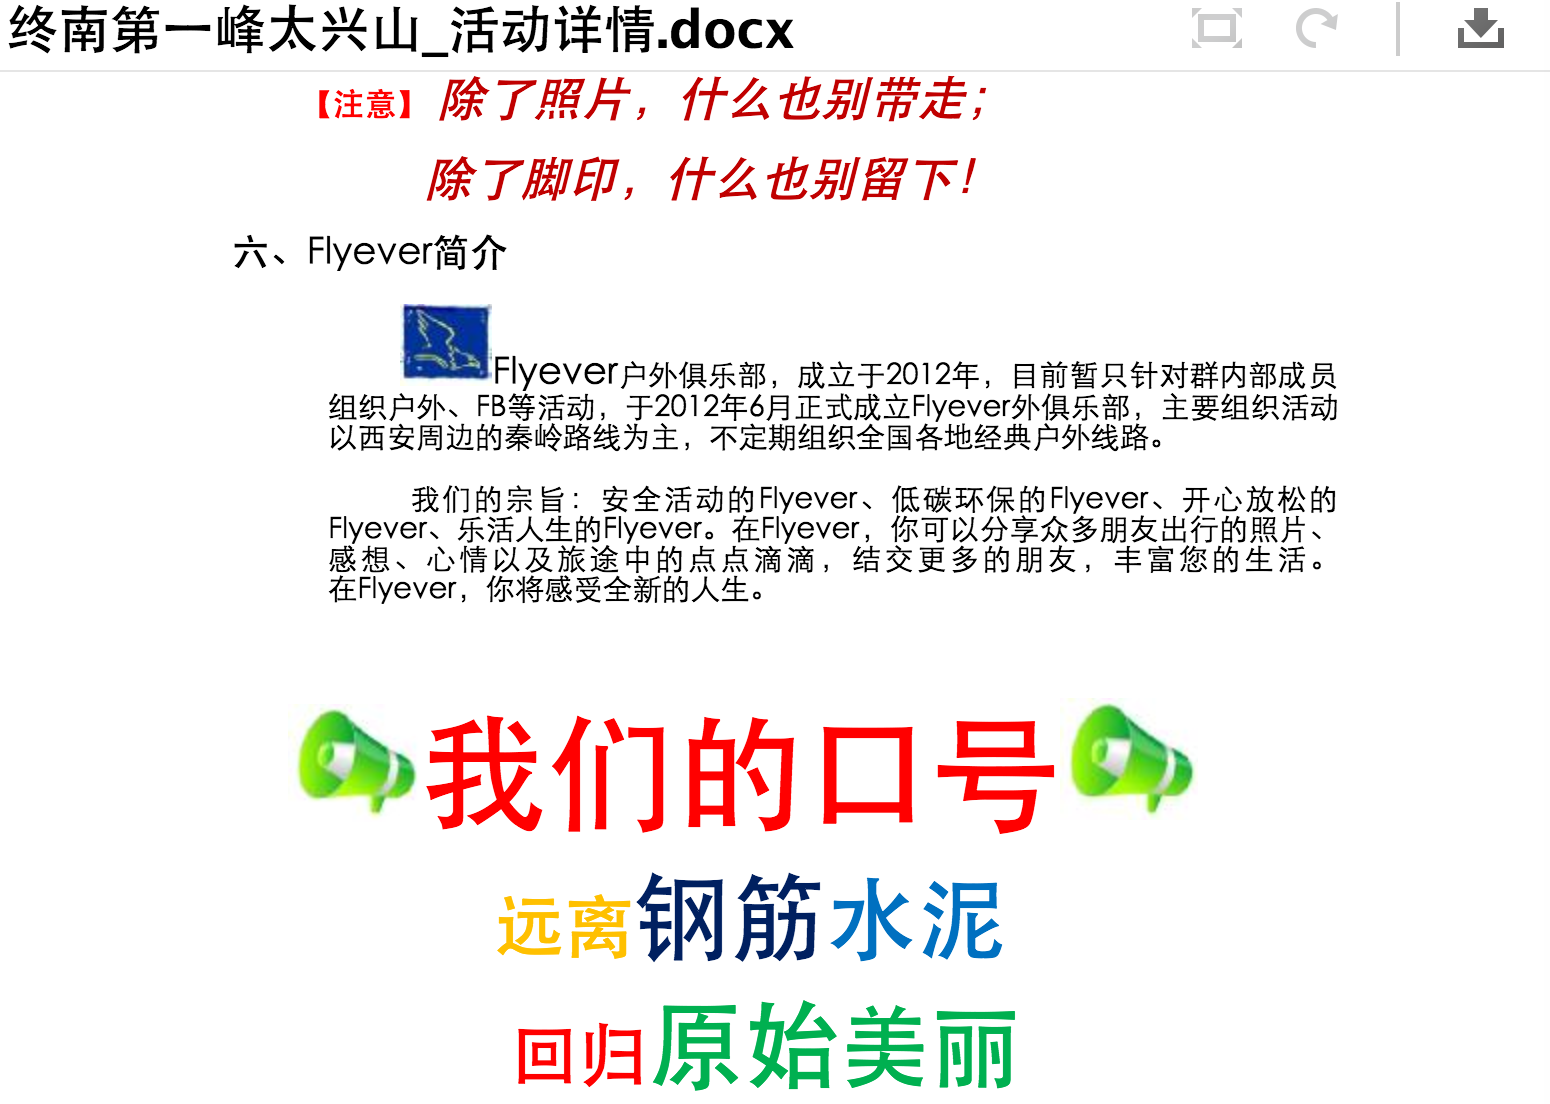 终南第一峰太兴山_活动详情.docx
【注意】 除了照片，什么也别带走；
除了脚印，什么也别留下！
六、Flyever简介
Flyever户外俱乐部，成立于2012年，目前暂只针对群内部成员
组织户外、FB等活动，于2012年6月正式成立Flyever外俱乐部，主要组织活动
以西安周边的秦岭路线为主，不定期组织全国各地经典户外线路。
我们的宗旨：安全活动的Flyever、低碳环保的Flyever、开心放松的
Flyever、乐活人生的Flyever。在Flyever，你可以分享众多朋友出行的照片、
感想、心情以及旅途中的点点滴滴，结交更多的朋友，丰富您的生活。
在Flyever，你将感受全新的人生。
我们的口号
远离钢筋水泥
回归原始美丽